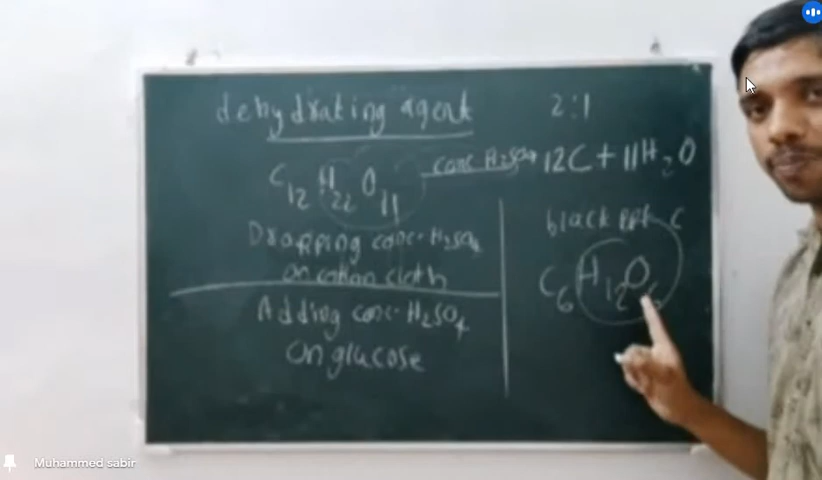 dehydrating agent
2:1
C12H22O11 conc H2SO4 12C + 11H2O
black ppt C
Dropping conc H2SO4
on cotton cloth
C6H12O6
Adding conc H2SO4
on glucose
Muhammed sabir